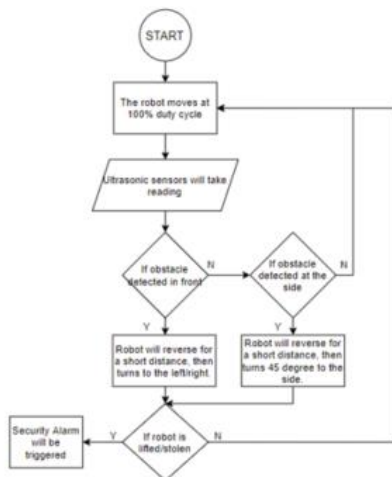 START
The robot moves at
100% duty cycle
Ultrasonic sensors will take
reading
If obstacle
detected in front
N
If obstacle
detected at the
side
N
Y
Y
Robot will reverse for
a short distance, then
turns to the left/right.
Robot will reverse for
a short distance, then
turns 45 degree to the
side.
Security Alarm
will be
triggered
Y
If robot is
lifted/stolen
N